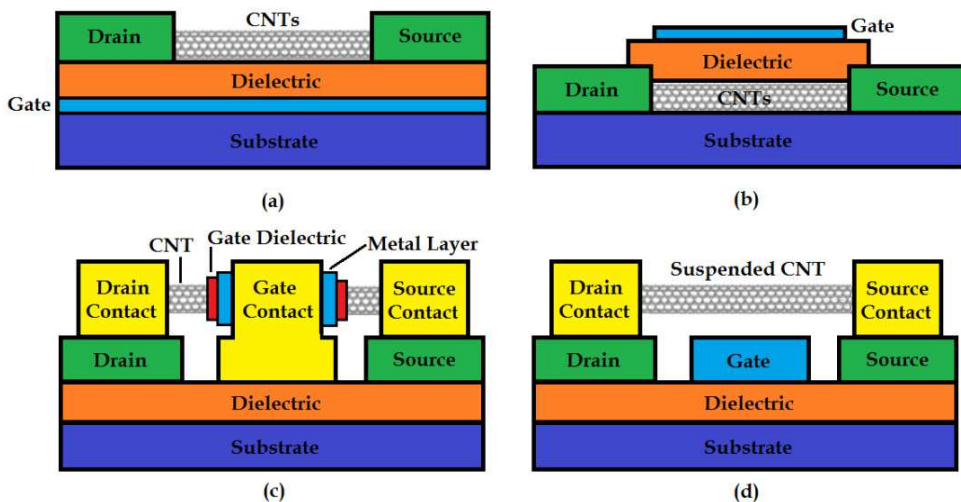 CNTs
Drain
Source
Dielectric
Gate
Substrate
(a)
Gate
Dielectric
Drain
CNTs
Source
Substrate
(b)
CNT
Gate Dielectric
Metal Layer
Drain
Contact
Gate
Contact
Source
Contact
Drain
Source
Dielectric
Substrate
(c)
Suspended CNT
Drain
Contact
Source
Contact
Drain
Gate
Source
Dielectric
Substrate
(d)